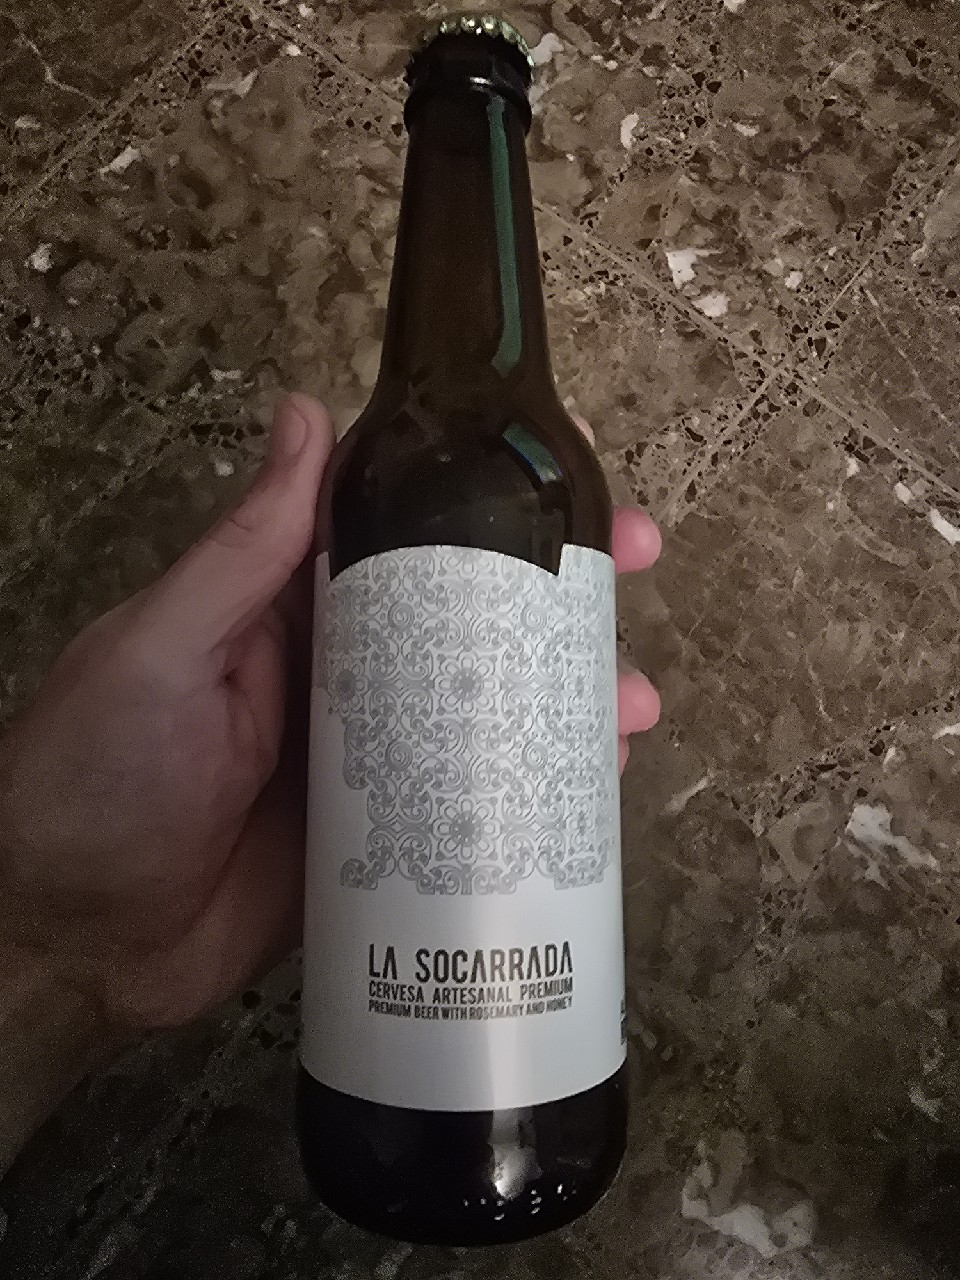 LA SOCARRADA
CERVESA ARTESANAL PREMIUM
PREMIUM BEER WITH ROSEMARY AND HONEY